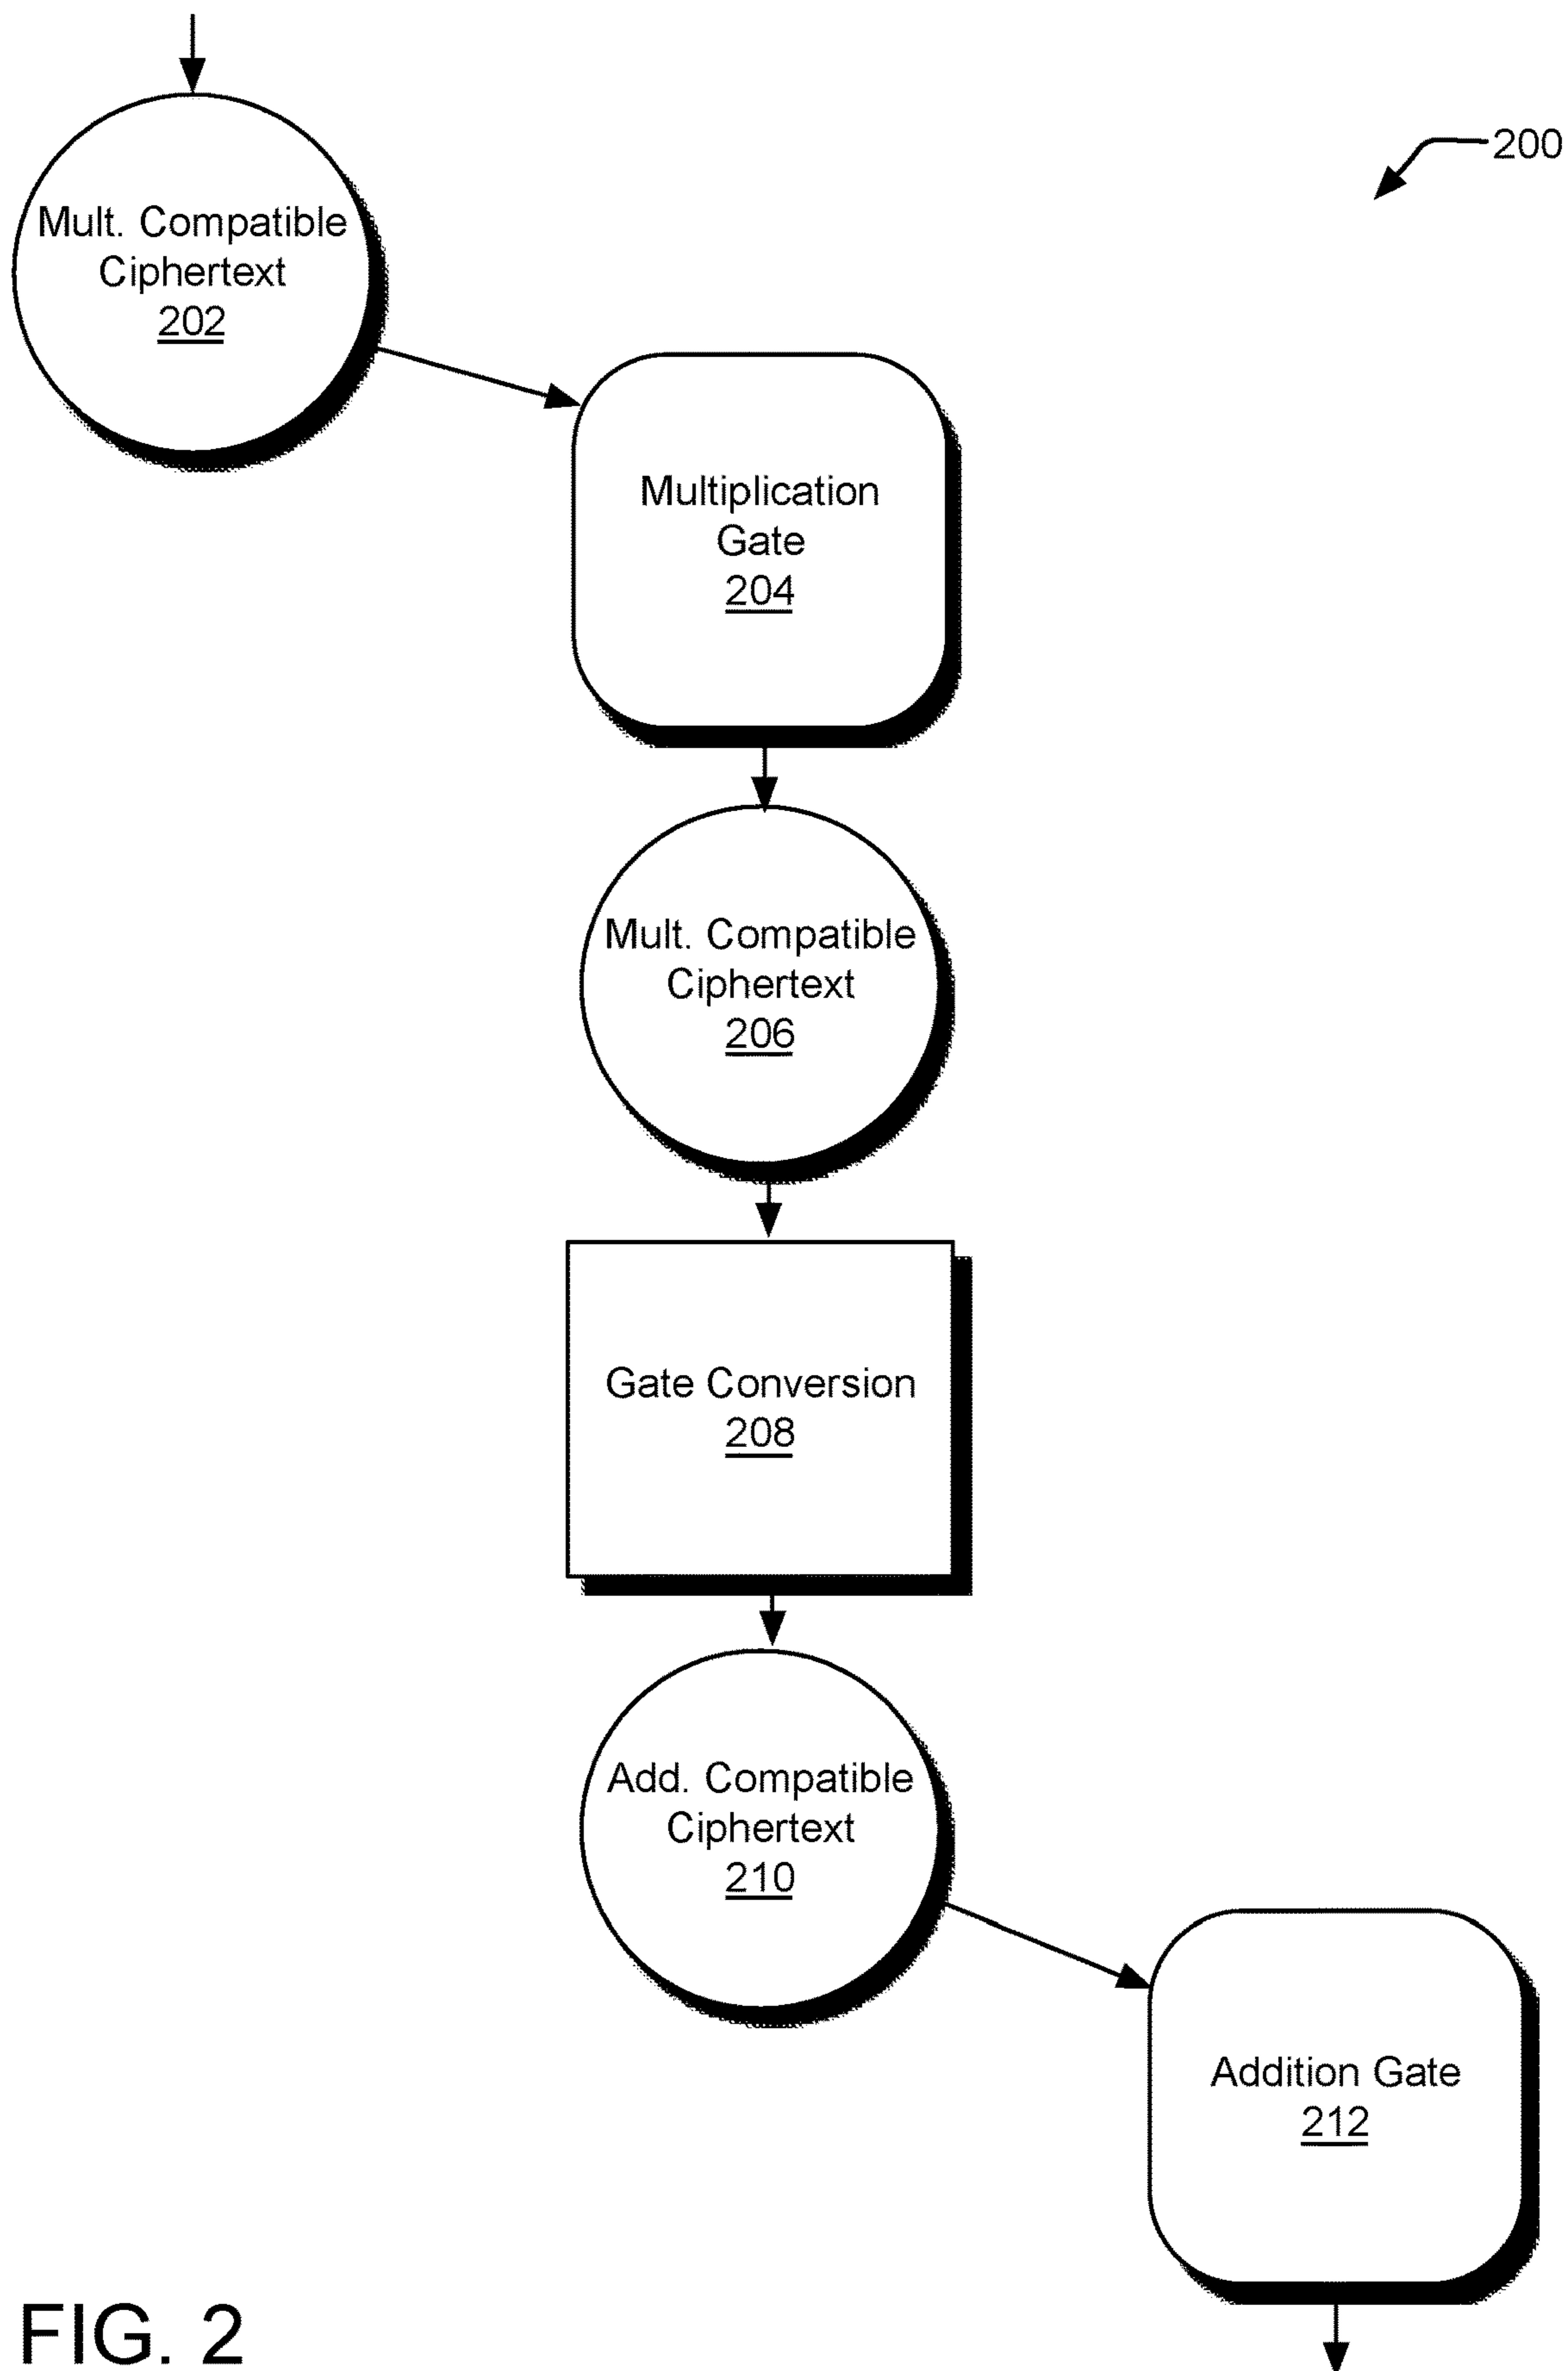 200
Mult. Compatible
Ciphertext
202
Multiplication
Gate
204
Mult. Compatible
Ciphertext
206
Gate Conversion
208
Add. Compatible
Ciphertext
210
Addition Gate
212
FIG. 2